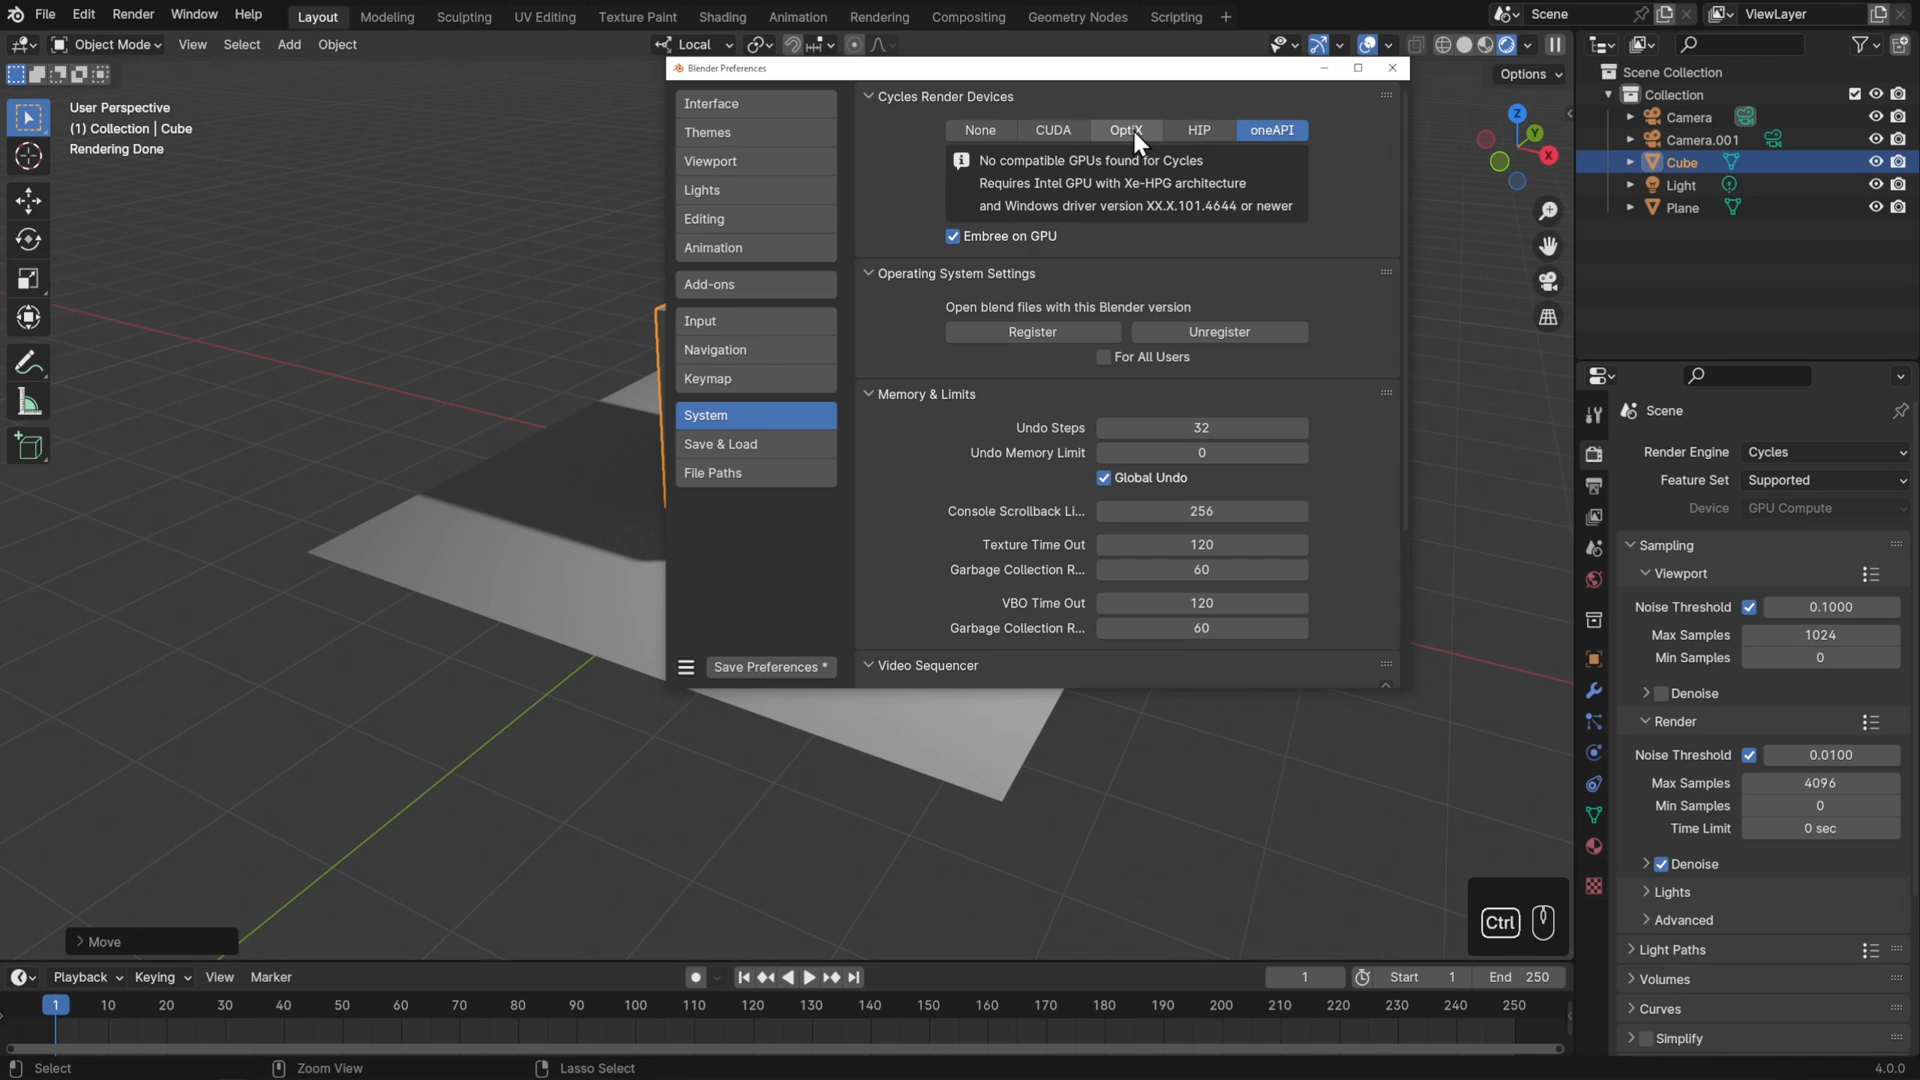 File Edit Render Window Help Layout Modeling Sculpting UV Editing Texture Paint Shading Animation Rendering Compositing Geometry Nodes Scripting + Scene ViewLayer
Object Mode View Select Add Object Local
Options
User Perspective
(1) Collection | Cube
Rendering Done
Z
Y
X
Blender Preferences
Interface
Themes
Viewport
Lights
Editing
Animation
Add-ons
Input
Navigation
Keymap
System
Save & Load
File Paths
Save Preferences *
Cycles Render Devices
None CUDA OptiX HIP oneAPI
No compatible GPUs found for Cycles
Requires Intel GPU with Xe-HPG architecture
and Windows driver version XX.X.101.4644 or newer
Embree on GPU
Operating System Settings
Open blend files with this Blender version
Register Unregister
For All Users
Memory & Limits
Undo Steps 32
Undo Memory Limit 0
Global Undo
Console Scrollback Li... 256
Texture Time Out 120
Garbage Collection R... 60
VBO Time Out 120
Garbage Collection R... 60
Video Sequencer
Scene Collection
Collection
Camera
Camera.001
Cube
Light
Plane
Scene
Render Engine Cycles
Feature Set Supported
Device GPU Compute
Sampling
Viewport
Noise Threshold 0.1000
Max Samples 1024
Min Samples 0
Denoise
Render
Noise Threshold 0.0100
Max Samples 4096
Min Samples 0
Time Limit 0 sec
Denoise
Lights
Advanced
Light Paths
Volumes
Curves
Simplify
Ctrl
Move
Playback Keying View Marker 1 Start 1 End 250
1 10 20 30 40 50 60 70 80 90 100 110 120 130 140 150 160 170 180 190 200 210 220 230 240 250
Select Zoom View Lasso Select 4.0.0